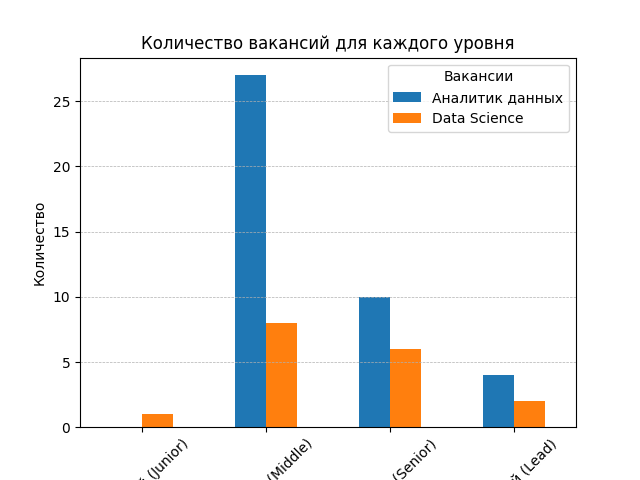 Количество вакансий для каждого уровня
Вакансии
Аналитик данных
Data Science
Количество
25
20
15
10
5
0
(Junior)
(Middle)
(Senior)
(Lead)